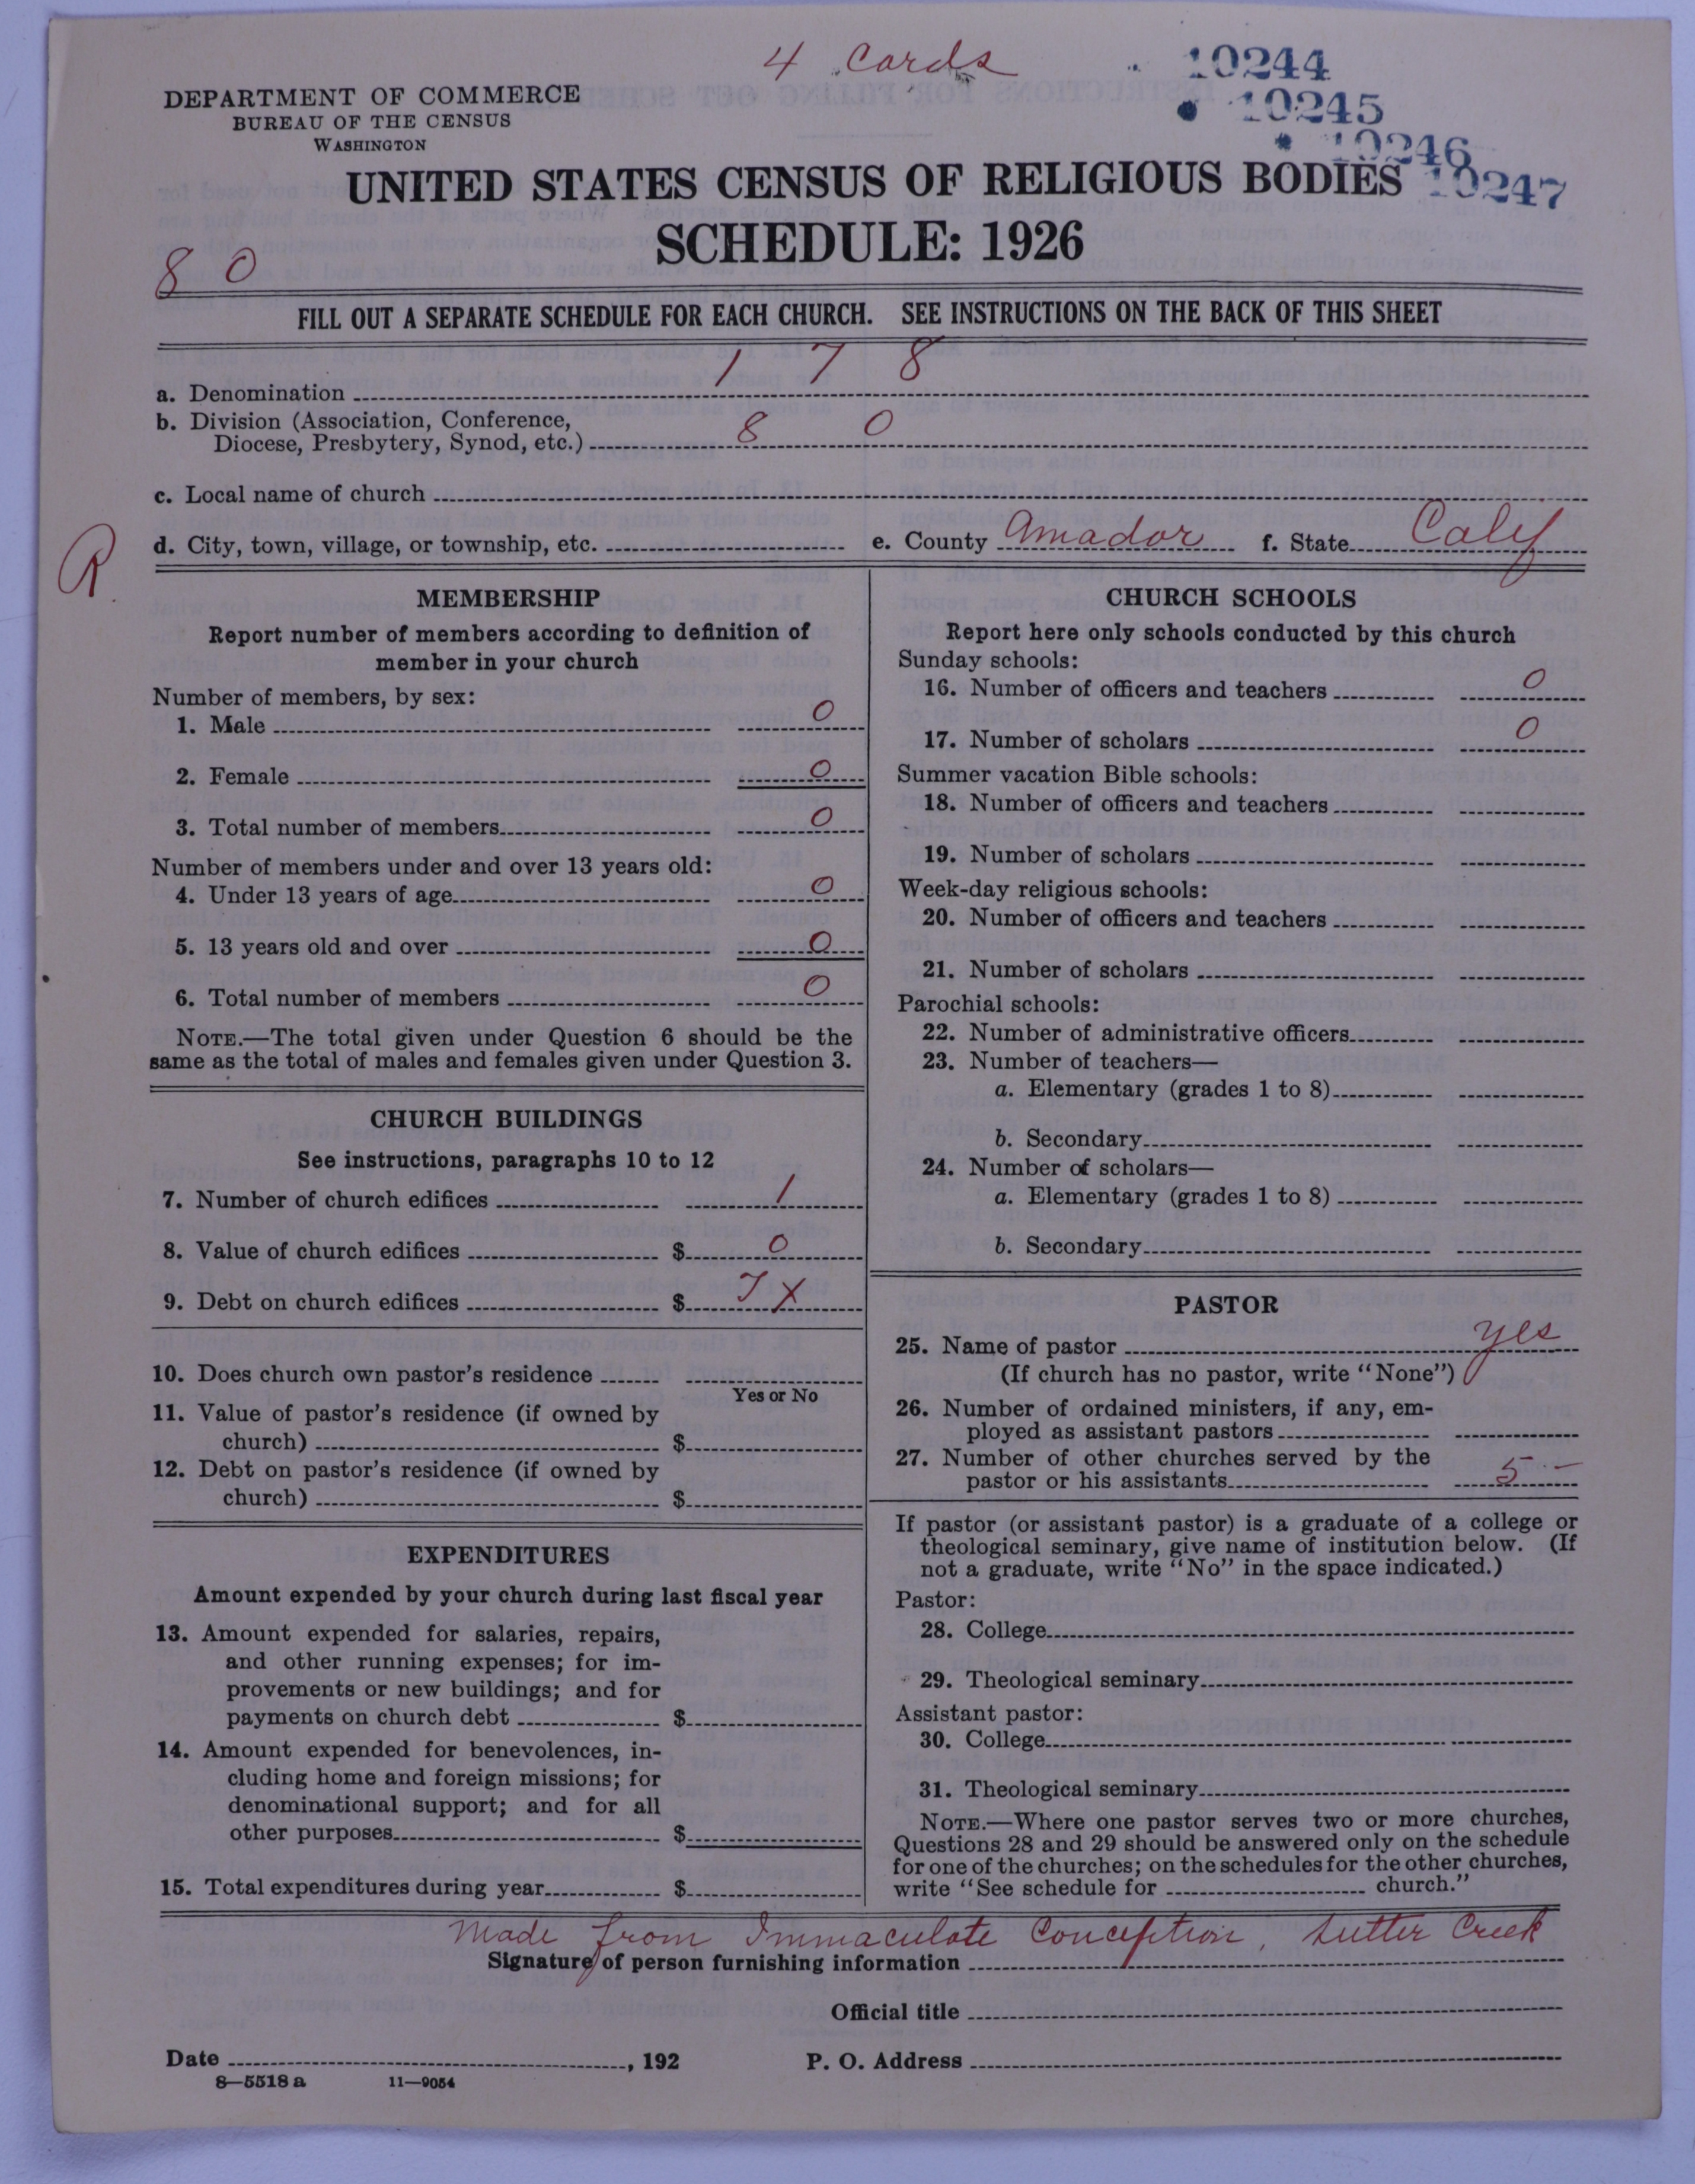 4 Cards
10244
10245
10246
10247
DEPARTMENT OF COMMERCE
BUREAU OF THE CENSUS
WASHINGTON
UNITED STATES CENSUS OF RELIGIOUS BODIES
SCHEDULE: 1926
8 0
FILL OUT A SEPARATE SCHEDULE FOR EACH CHURCH. SEE INSTRUCTIONS ON THE BACK OF THIS SHEET
a. Denomination 1 7 8
b. Division (Association, Conference,
Diocese, Presbytery, Synod, etc.) 8 0
c. Local name of church
R
d. City, town, village, or township, etc. e. County Amador f. State Calif
MEMBERSHIP
Report number of members according to definition of
member in your church
Number of members, by sex:
1. Male 0
2. Female 0
3. Total number of members 0
Number of members under and over 13 years old:
4. Under 13 years of age 0
5. 13 years old and over 0
6. Total number of members 0
NOTE.—The total given under Question 6 should be the
same as the total of males and females given under Question 3.
CHURCH BUILDINGS
See instructions, paragraphs 10 to 12
7. Number of church edifices 1
8. Value of church edifices $ 0
9. Debt on church edifices $ 7 X
10. Does church own pastor's residence
Yes or No
11. Value of pastor's residence (if owned by
church) $
12. Debt on pastor's residence (if owned by
church) $
EXPENDITURES
Amount expended by your church during last fiscal year
13. Amount expended for salaries, repairs,
and other running expenses; for im-
provements or new buildings; and for
payments on church debt $
14. Amount expended for benevolences, in-
cluding home and foreign missions; for
denominational support; and for all
other purposes $
15. Total expenditures during year $
CHURCH SCHOOLS
Report here only schools conducted by this church
Sunday schools:
16. Number of officers and teachers 0
17. Number of scholars 0
Summer vacation Bible schools:
18. Number of officers and teachers
19. Number of scholars
Week-day religious schools:
20. Number of officers and teachers
21. Number of scholars
Parochial schools:
22. Number of administrative officers
23. Number of teachers—
a. Elementary (grades 1 to 8)
b. Secondary
24. Number of scholars—
a. Elementary (grades 1 to 8)
b. Secondary
PASTOR
25. Name of pastor yes
(If church has no pastor, write "None")
26. Number of ordained ministers, if any, em-
ployed as assistant pastors
27. Number of other churches served by the
pastor or his assistants 5
If pastor (or assistant pastor) is a graduate of a college or
theological seminary, give name of institution below. (If
not a graduate, write "No" in the space indicated.)
Pastor:
28. College
29. Theological seminary
Assistant pastor:
30. College
31. Theological seminary
NOTE.—Where one pastor serves two or more churches,
Questions 28 and 29 should be answered only on the schedule
for one of the churches; on the schedules for the other churches,
write "See schedule for church."
Made from Immaculate Conception, Sutter Creek
Signature of person furnishing information
Official title
Date , 192 P. O. Address
8—5518 a 11—9054